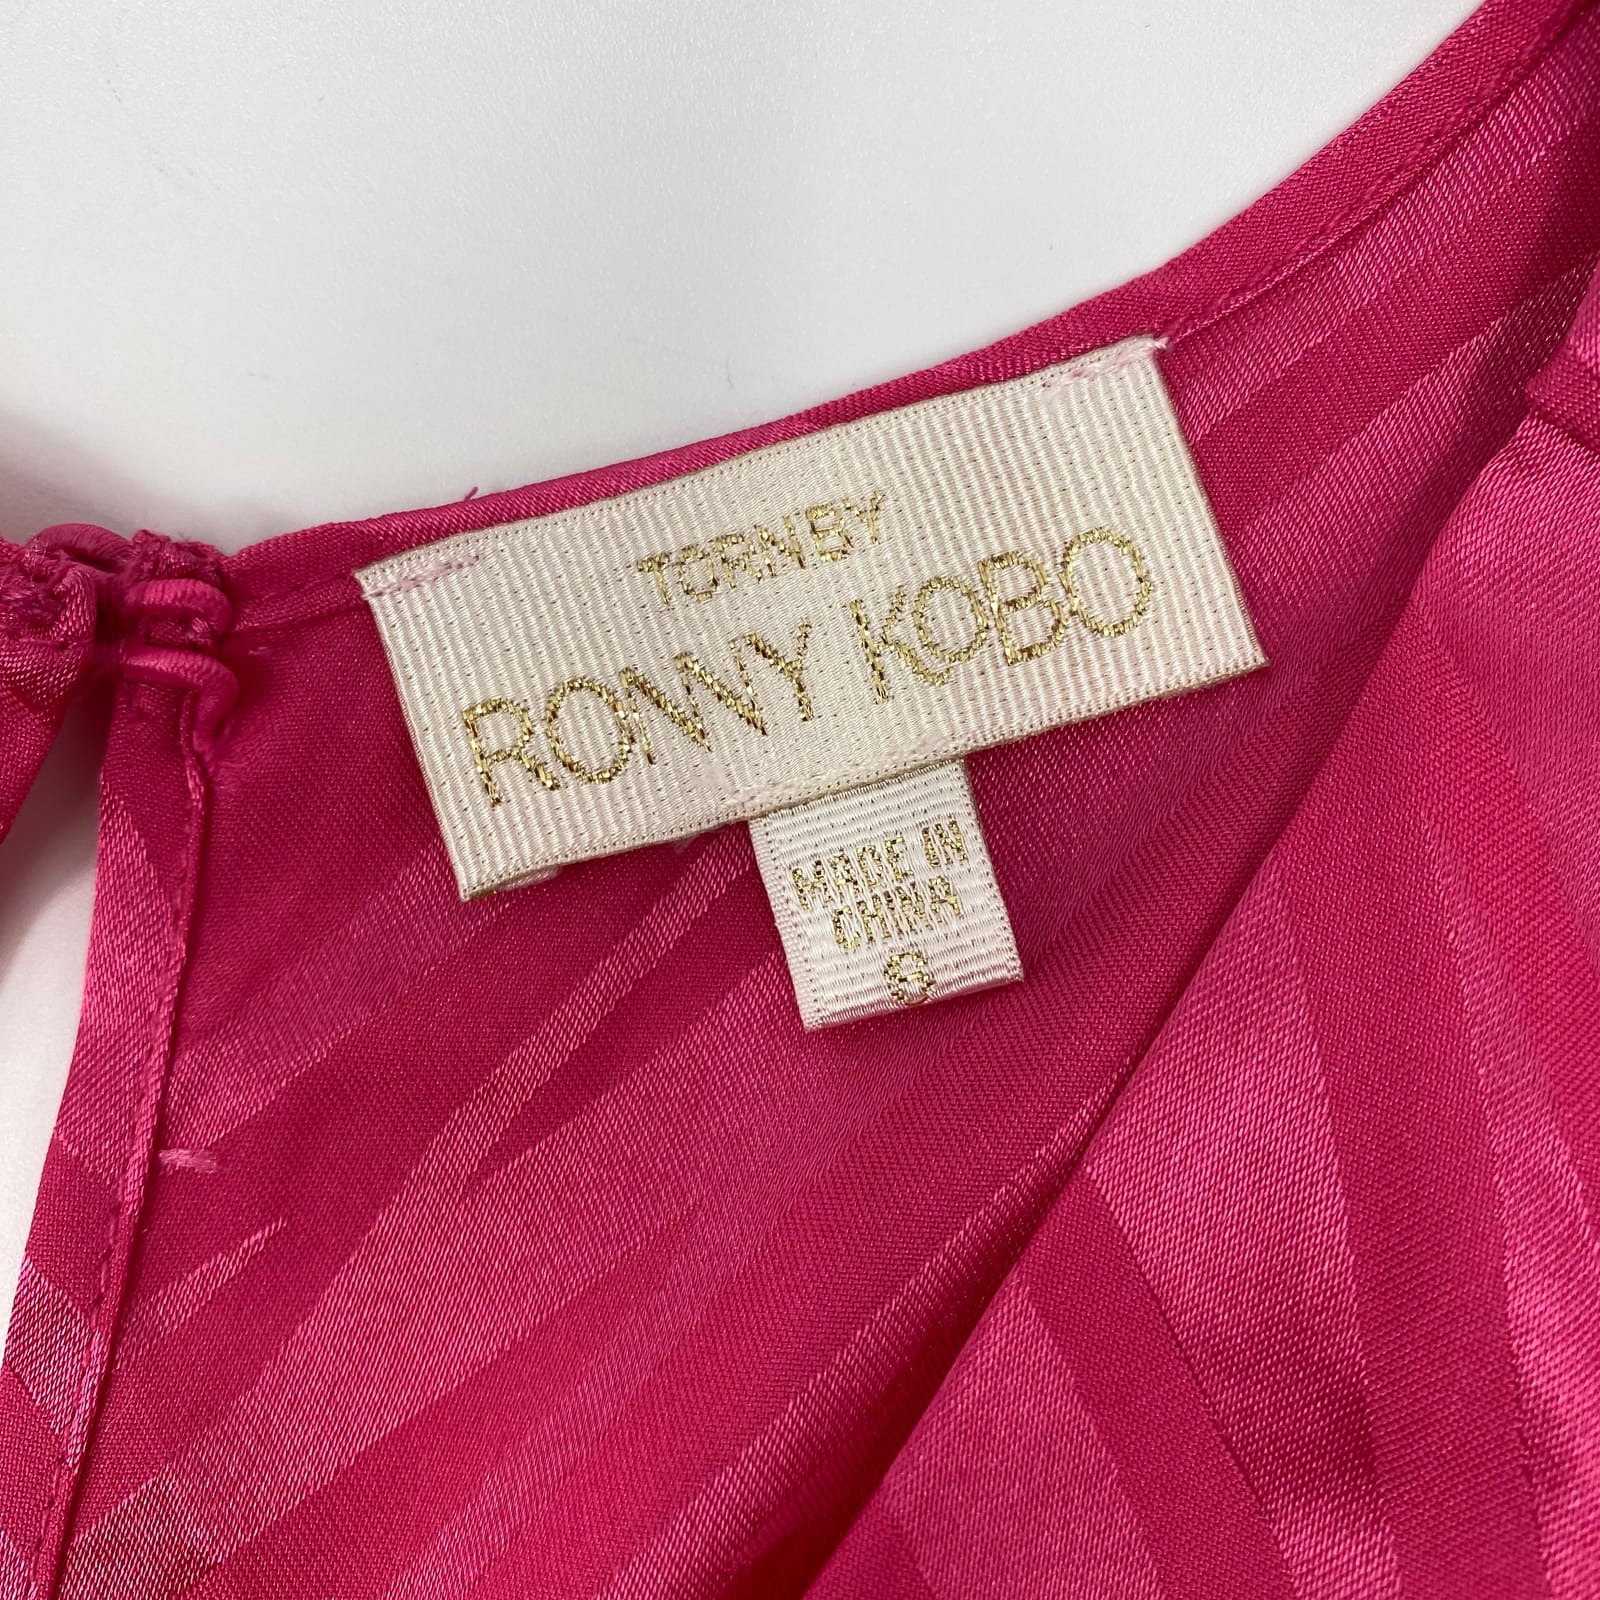 TORN BY
RONNY KOBO
MADE IN
CHINA
S